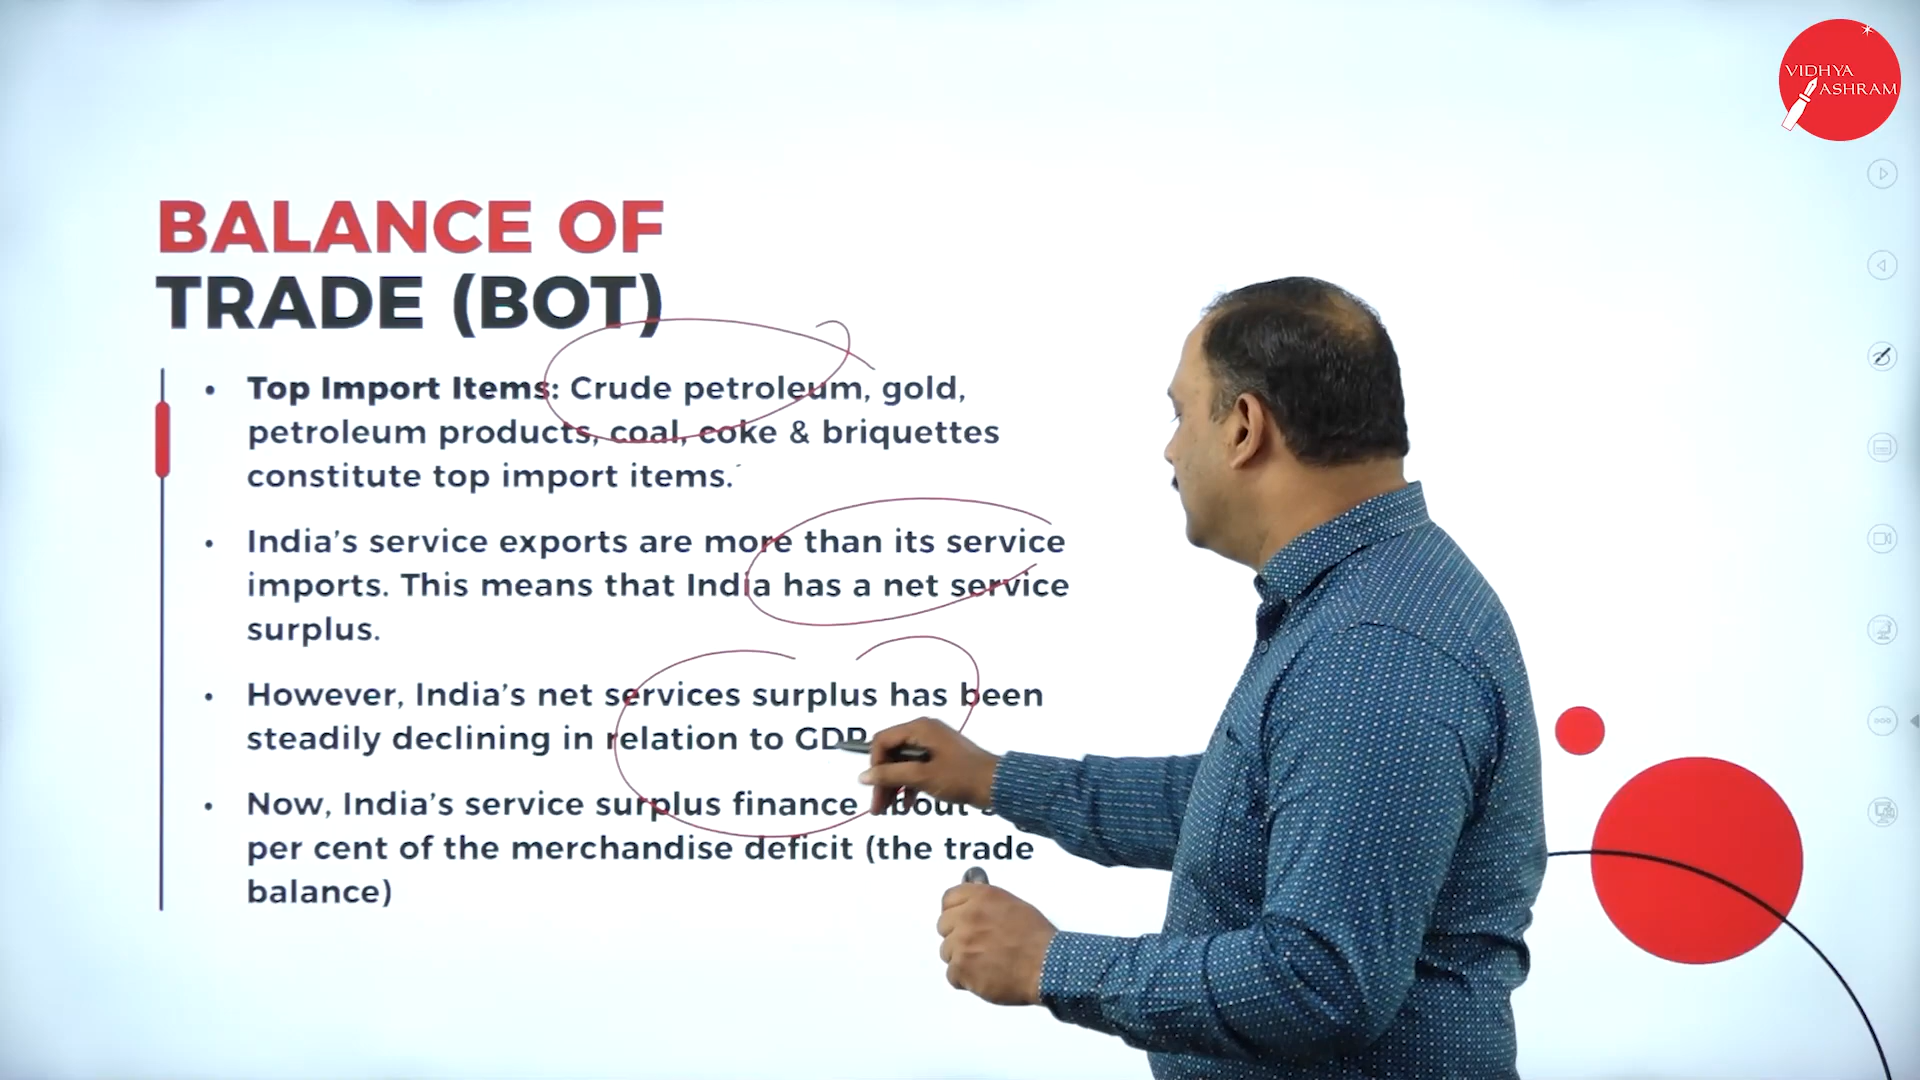 VIDHYA
ASHRAM
BALANCE OF
TRADE (BOT)
• Top Import Items: Crude petroleum, gold,
petroleum products, coal, coke & briquettes
constitute top import items.
• India's service exports are more than its service
imports. This means that India has a net service
surplus.
• However, India's net services surplus has been
steadily declining in relation to GDP
• Now, India's service surplus finance about
per cent of the merchandise deficit (the trade
balance)